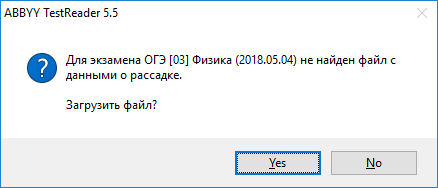 ABBYY TestReader 5.5
Для экзамена ОГЭ [03] Физика (2018.05.04) не найден файл с
данными о рассадке.
Загрузить файл?
Yes
No